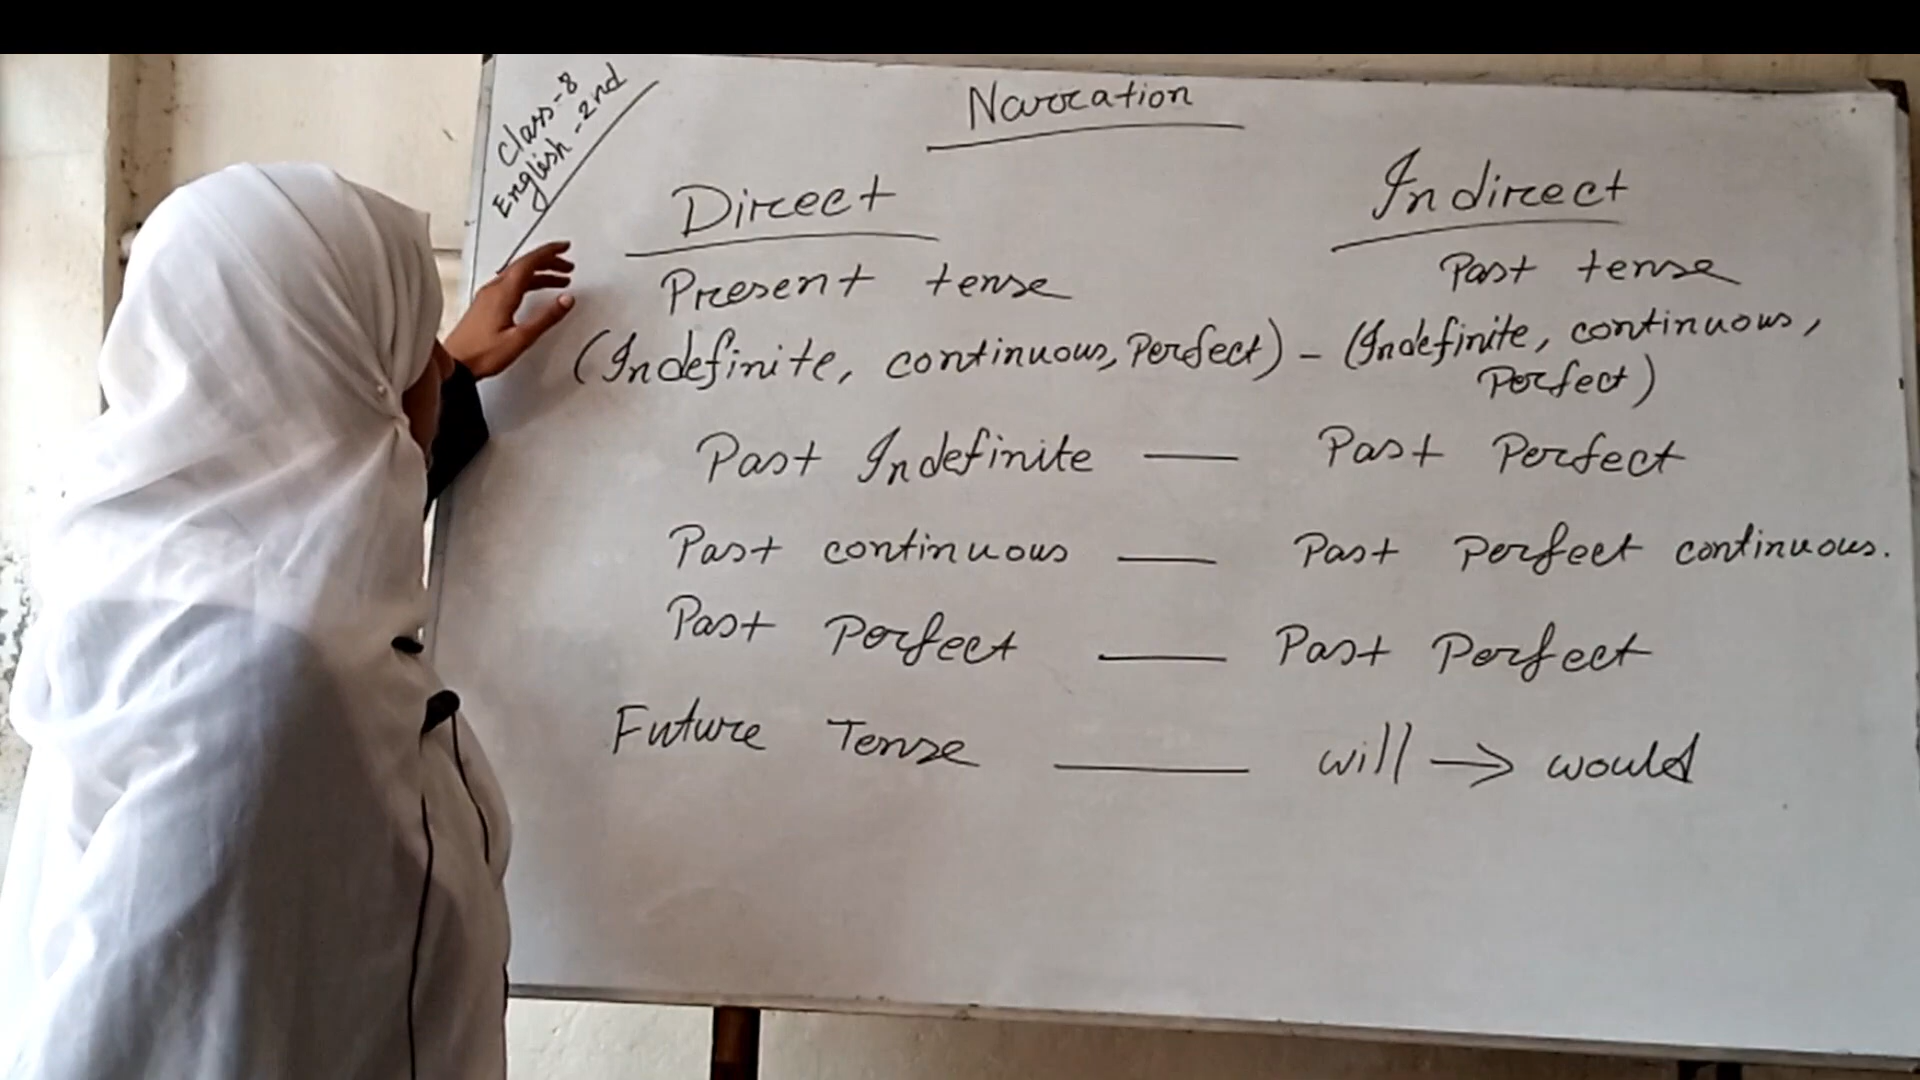 Class-8
English-2nd
Narration
Direct Indirect
Present tense Past tense
(Indefinite, continuous, Perfect) - (Indefinite, continuous,
Perfect)
Past Indefinite — Past Perfect
Past continuous — Past Perfect continuous.
Past Perfect — Past Perfect
Future Tense — will → would